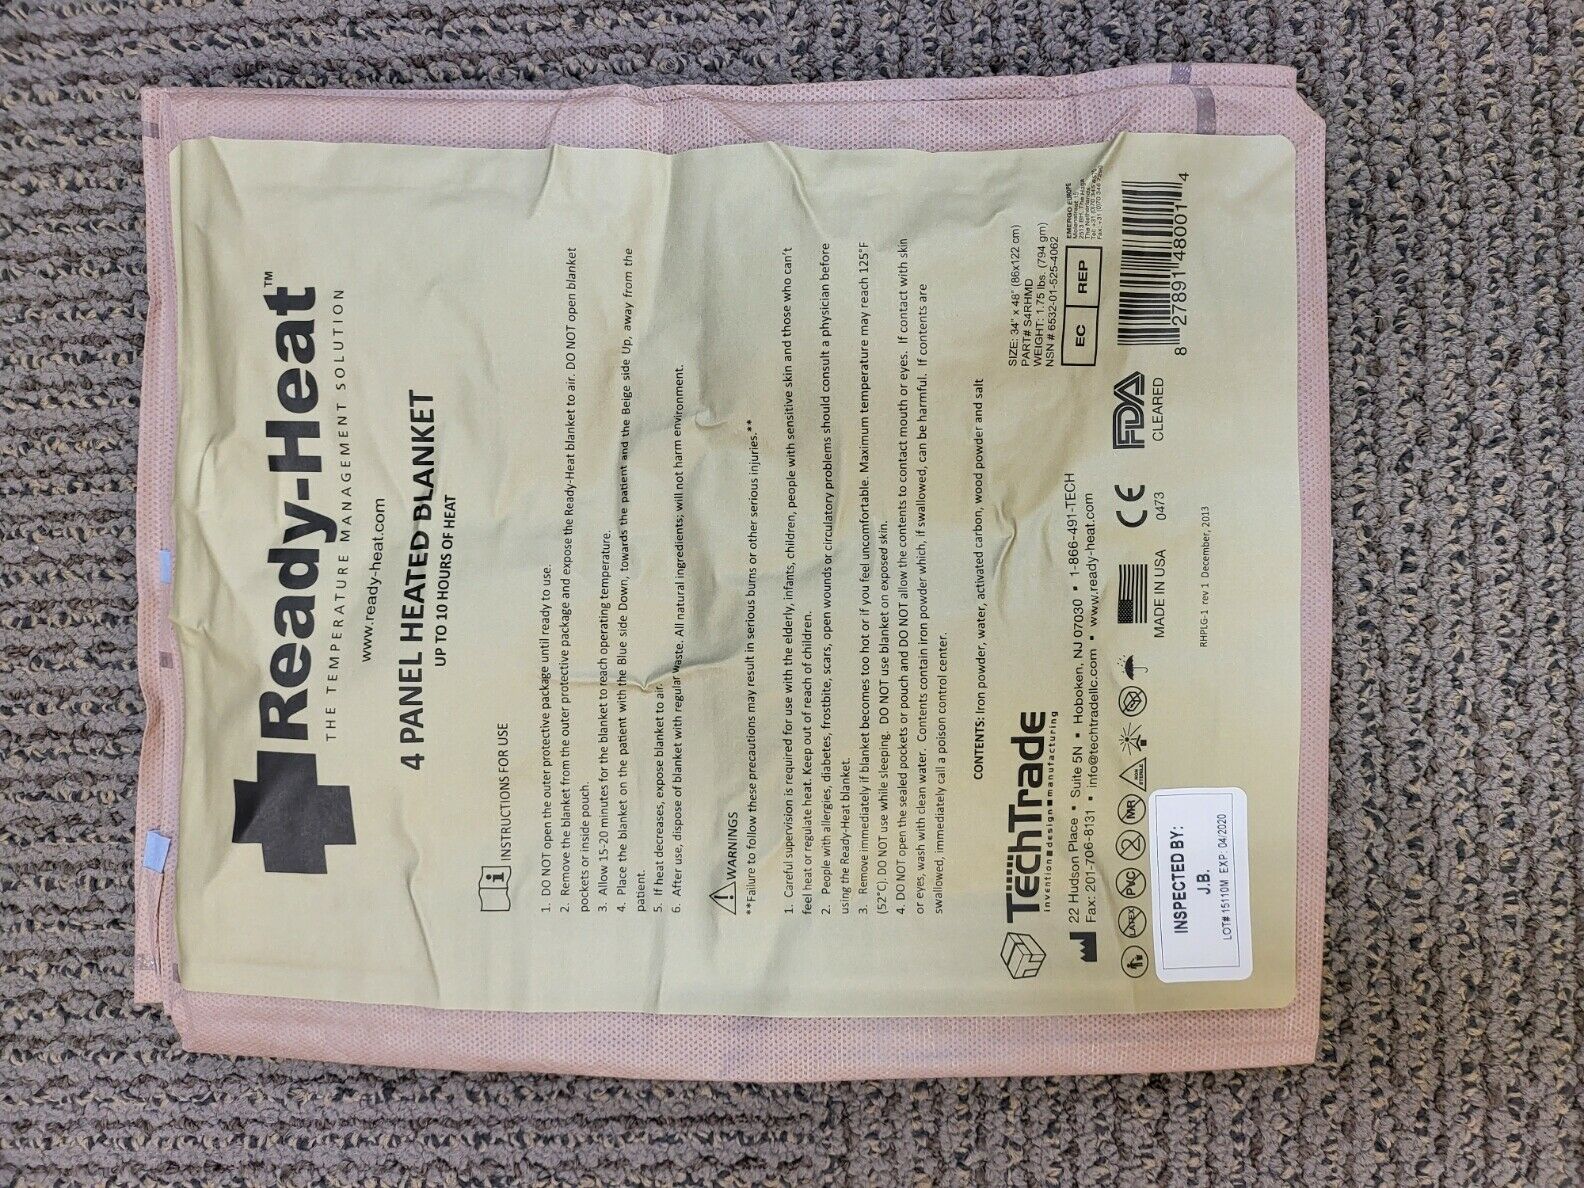 Ready-Heat™
THE TEMPERATURE MANAGEMENT SOLUTION
www.ready-heat.com
4 PANEL HEATED BLANKET
UP TO 10 HOURS OF HEAT
INSTRUCTIONS FOR USE
1. DO NOT open the outer protective package until ready to use.
2. Remove the blanket from the outer protective package and expose the Ready-Heat blanket to air. DO NOT open blanket
pockets or inside pouch.
3. Allow 15-20 minutes for the blanket to reach operating temperature.
4. Place the blanket on the patient with the Blue side Down, towards the patient and the Beige side Up, away from the
patient.
5. If heat decreases, expose blanket to air.
6. After use, dispose of blanket with regular waste. All natural ingredients; will not harm environment.
WARNINGS
**Failure to follow these precautions may result in serious burns or other serious injuries.**
1. Careful supervision is required for use with the elderly, infants, children, people with sensitive skin and those who can't
feel heat or regulate heat. Keep out of reach of children.
2. People with allergies, diabetes, frostbite, scars, open wounds or circulatory problems should consult a physician before
using the Ready-Heat blanket.
3. Remove immediately if blanket becomes too hot or if you feel uncomfortable. Maximum temperature may reach 125°F
(52°C). DO NOT use while sleeping. DO NOT use blanket on exposed skin.
4. DO NOT open the sealed pockets or pouch and DO NOT allow the contents to contact mouth or eyes. If contact with skin
or eyes, wash with clean water. Contents contain iron powder which, if swallowed, can be harmful. If contents are
swallowed, immediately call a poison control center.
CONTENTS: Iron powder, water, activated carbon, wood powder and salt
TechTrade
invention design manufacturing
SIZE: 34" x 48" (86x122 cm)
PART# S4RHMD
WEIGHT: 1.75 lbs. (794 gm)
NSN # 6532-01-525-4062
22 Hudson Place ▪ Suite 5N ▪ Hoboken, NJ 07030 ▪ 1-866-491-TECH
Fax: 201-706-8131 ▪ info@techtradellc.com ▪ www.ready-heat.com
EC REP
EMERGO EUROPE
The Netherlands
LATEX
PVC
2
MR
NON STERILE
MADE IN USA
CE
0473
FDA
CLEARED
8 27891 48001 4
RHPLG-1 rev 1 December, 2013
INSPECTED BY:
J.B.
LOT# 15110M EXP: 04/2020